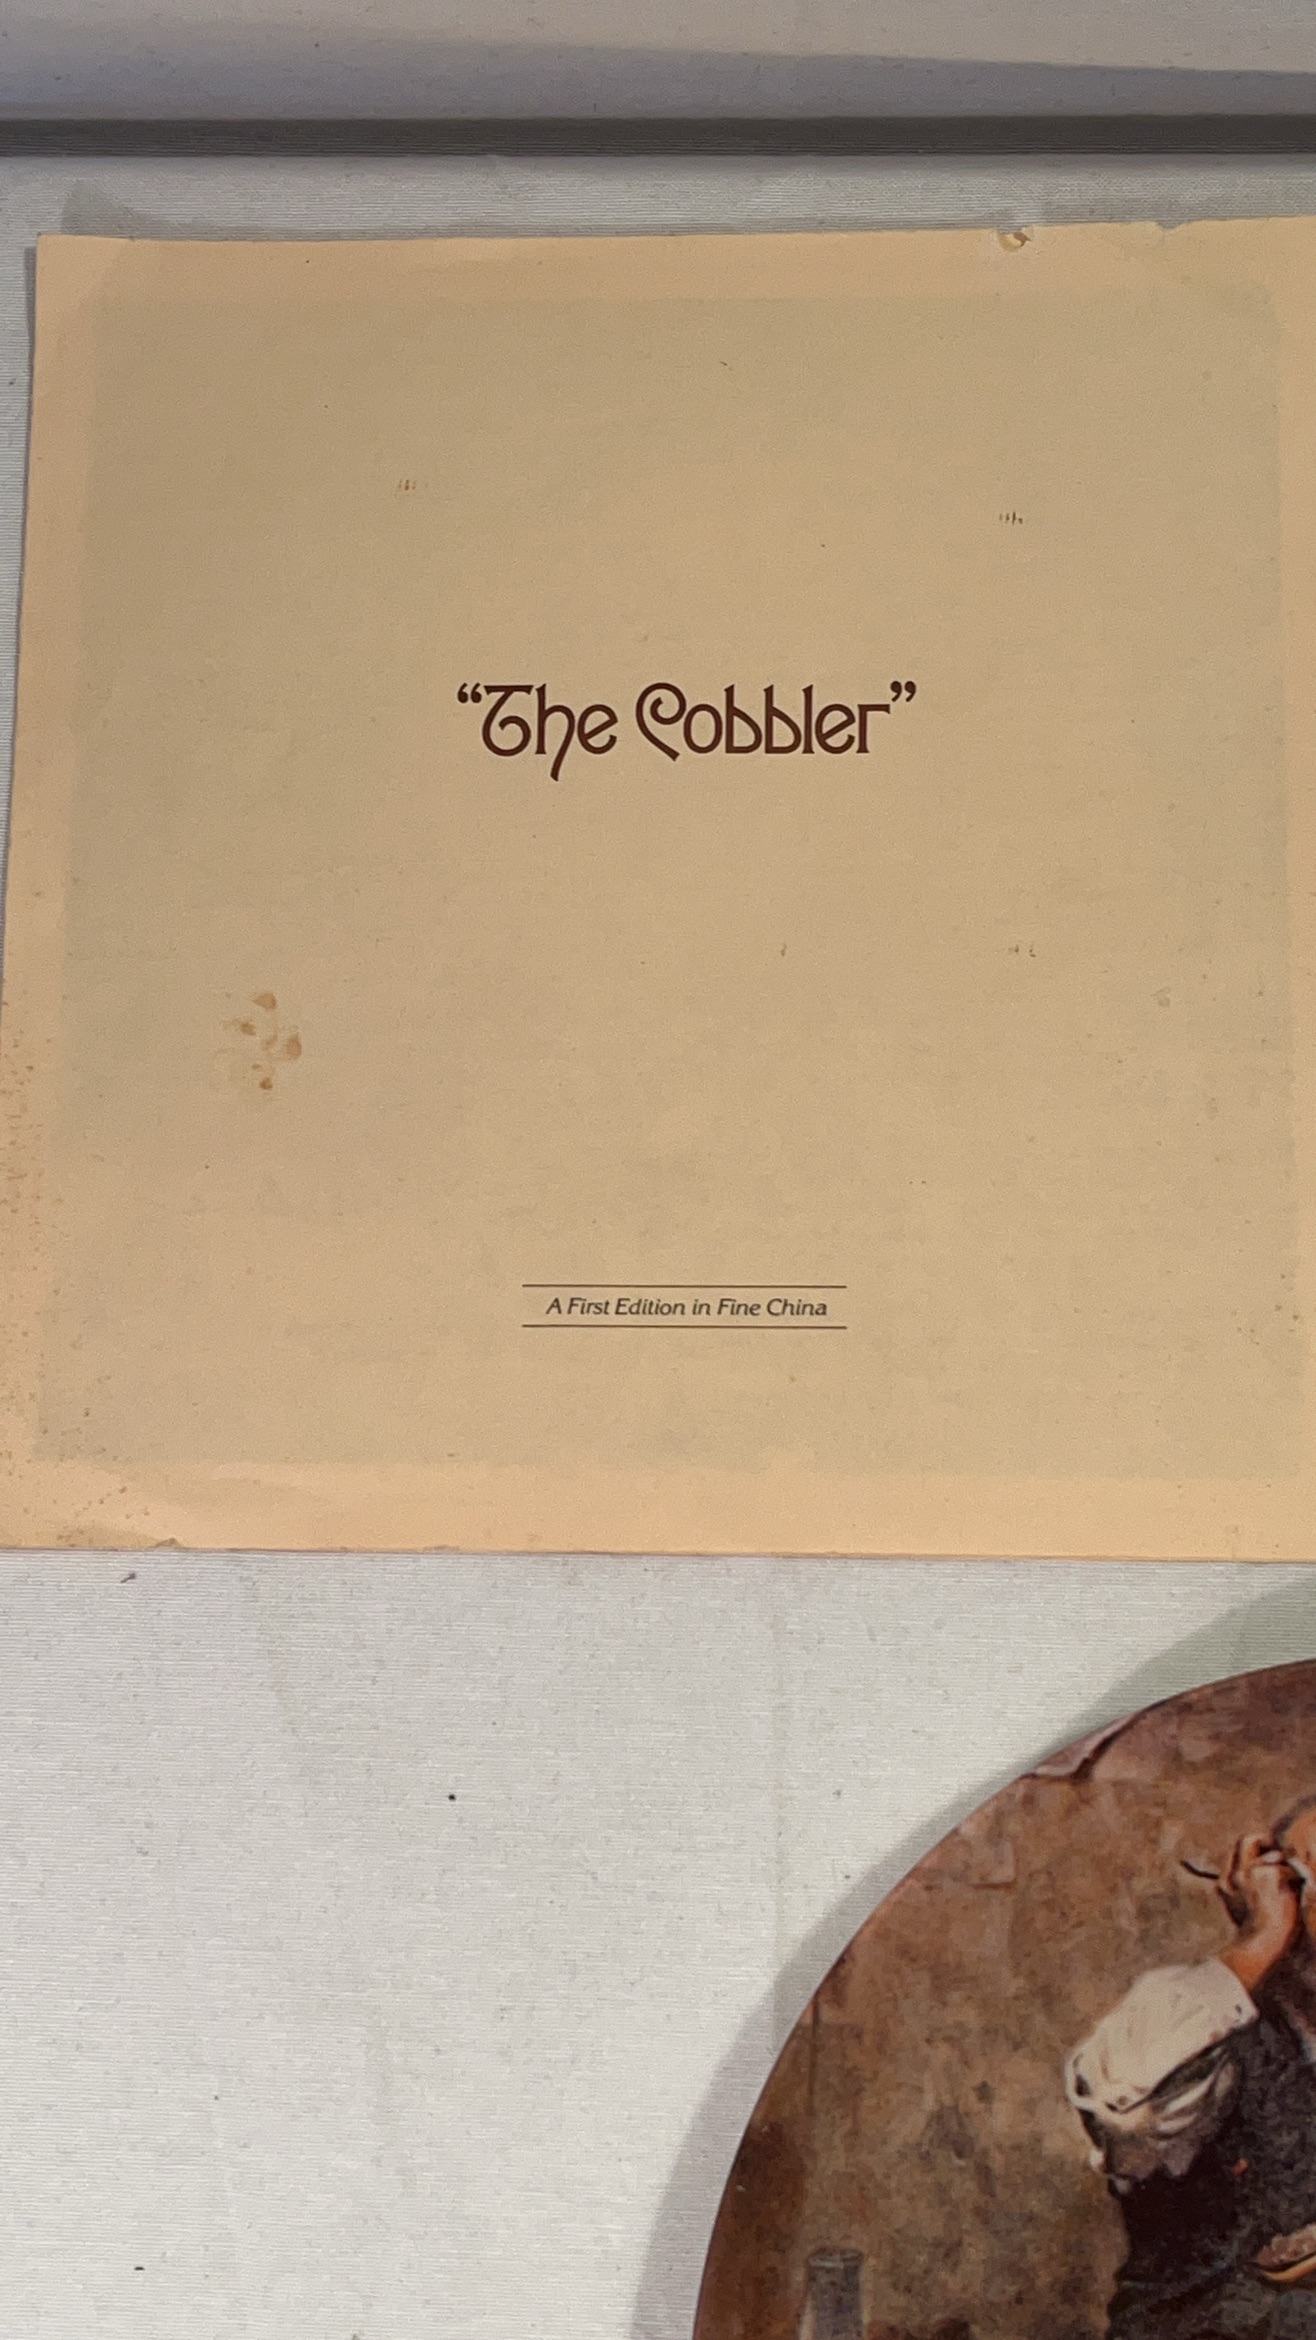 “The Cobbler”
A First Edition in Fine China